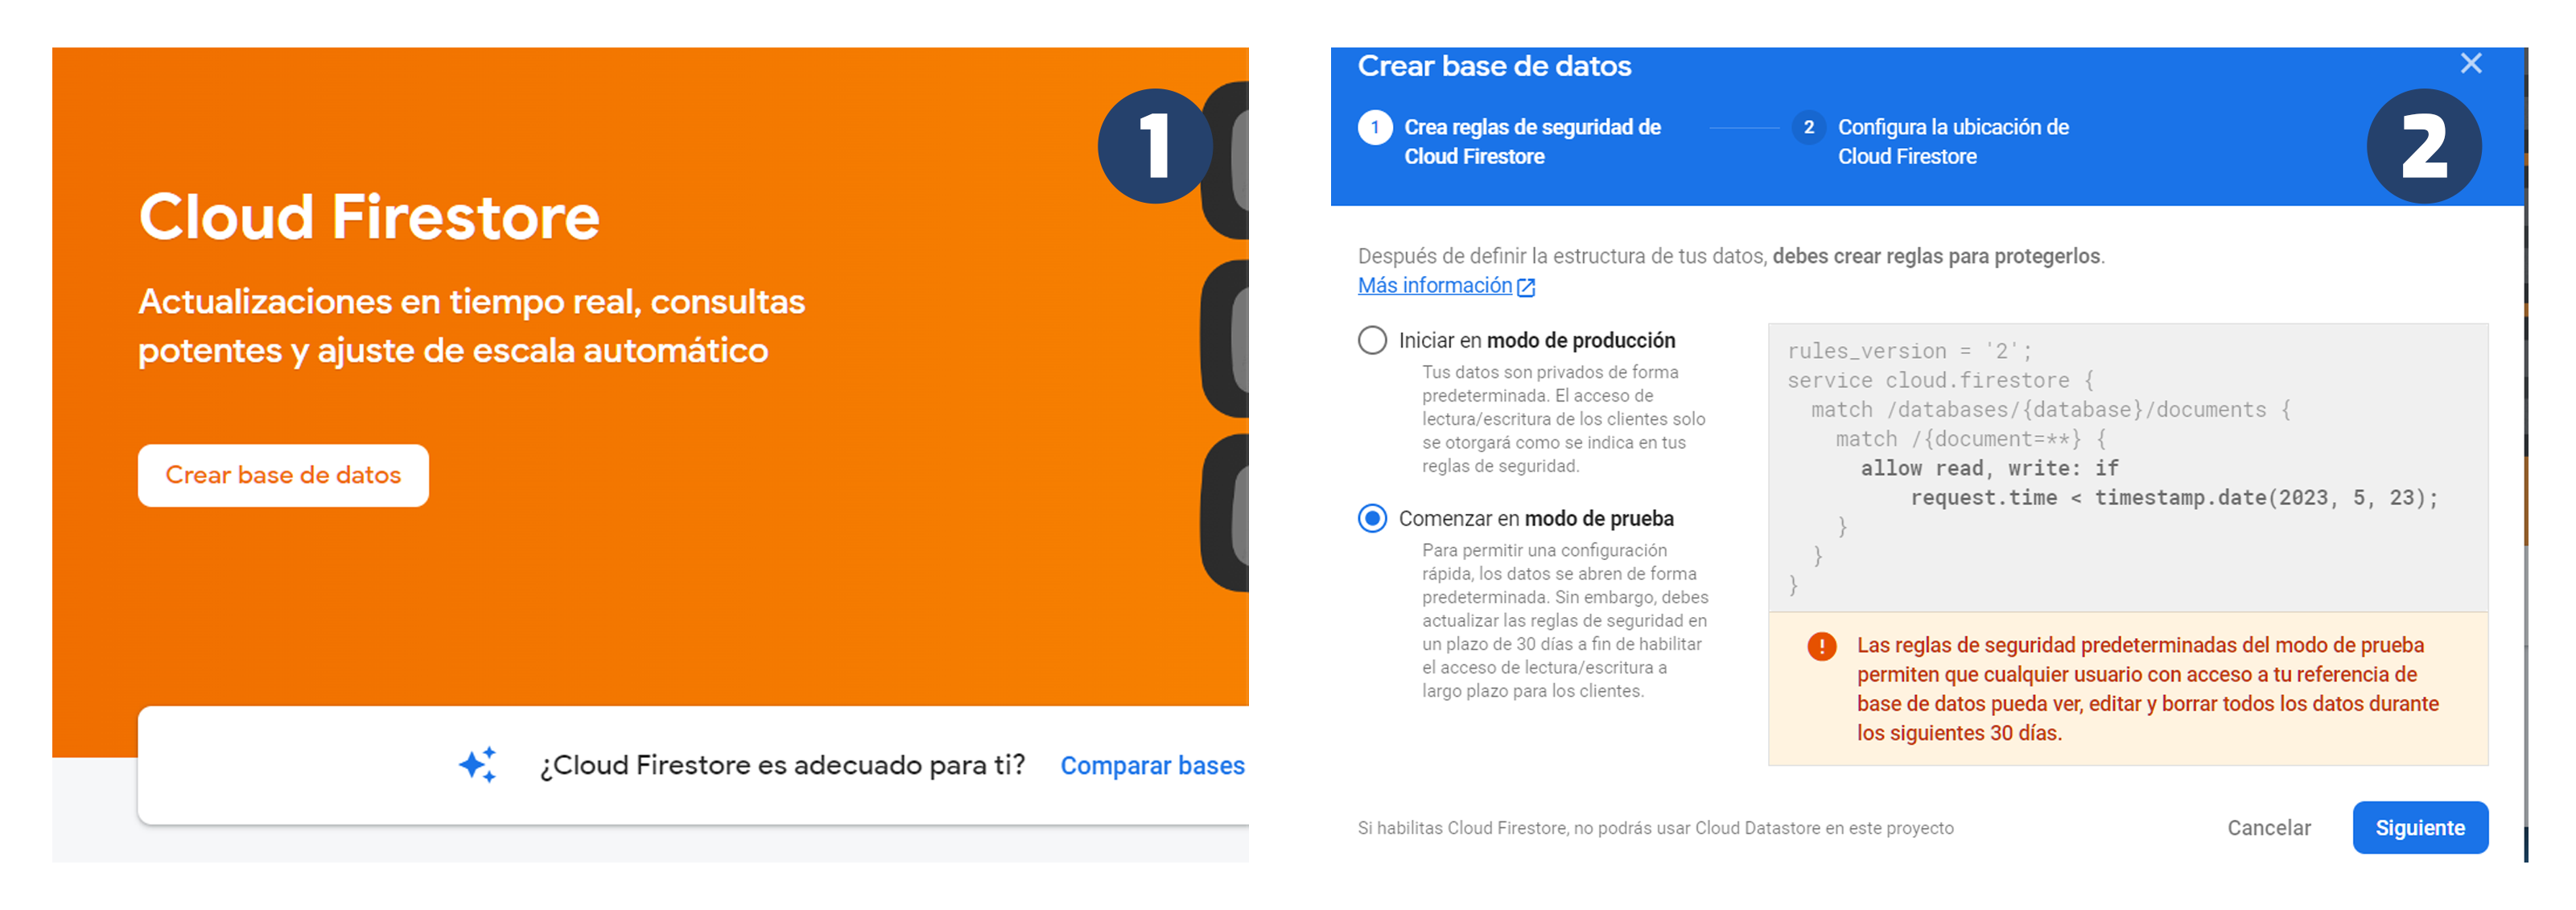 1
Cloud Firestore
Actualizaciones en tiempo real, consultas
potentes y ajuste de escala automático
Crear base de datos
¿Cloud Firestore es adecuado para ti? Comparar bases
Crear base de datos
1 Crea reglas de seguridad de
Cloud Firestore
2 Configura la ubicación de
Cloud Firestore
2
Después de definir la estructura de tus datos, debes crear reglas para protegerlos.
Más información
Iniciar en modo de producción
Tus datos son privados de forma
predeterminada. El acceso de
lectura/escritura de los clientes solo
se otorgará como se indica en tus
reglas de seguridad.
Comenzar en modo de prueba
Para permitir una configuración
rápida, los datos se abren de forma
predeterminada. Sin embargo, debes
actualizar las reglas de seguridad en
un plazo de 30 días a fin de habilitar
el acceso de lectura/escritura a
largo plazo para los clientes.
rules_version = '2';
service cloud.firestore {
match /databases/{database}/documents {
match /{document=**} {
allow read, write: if
request.time < timestamp.date(2023, 5, 23);
}
}
}
Las reglas de seguridad predeterminadas del modo de prueba
permiten que cualquier usuario con acceso a tu referencia de
base de datos pueda ver, editar y borrar todos los datos durante
los siguientes 30 días.
Si habilitas Cloud Firestore, no podrás usar Cloud Datastore en este proyecto
Cancelar
Siguiente